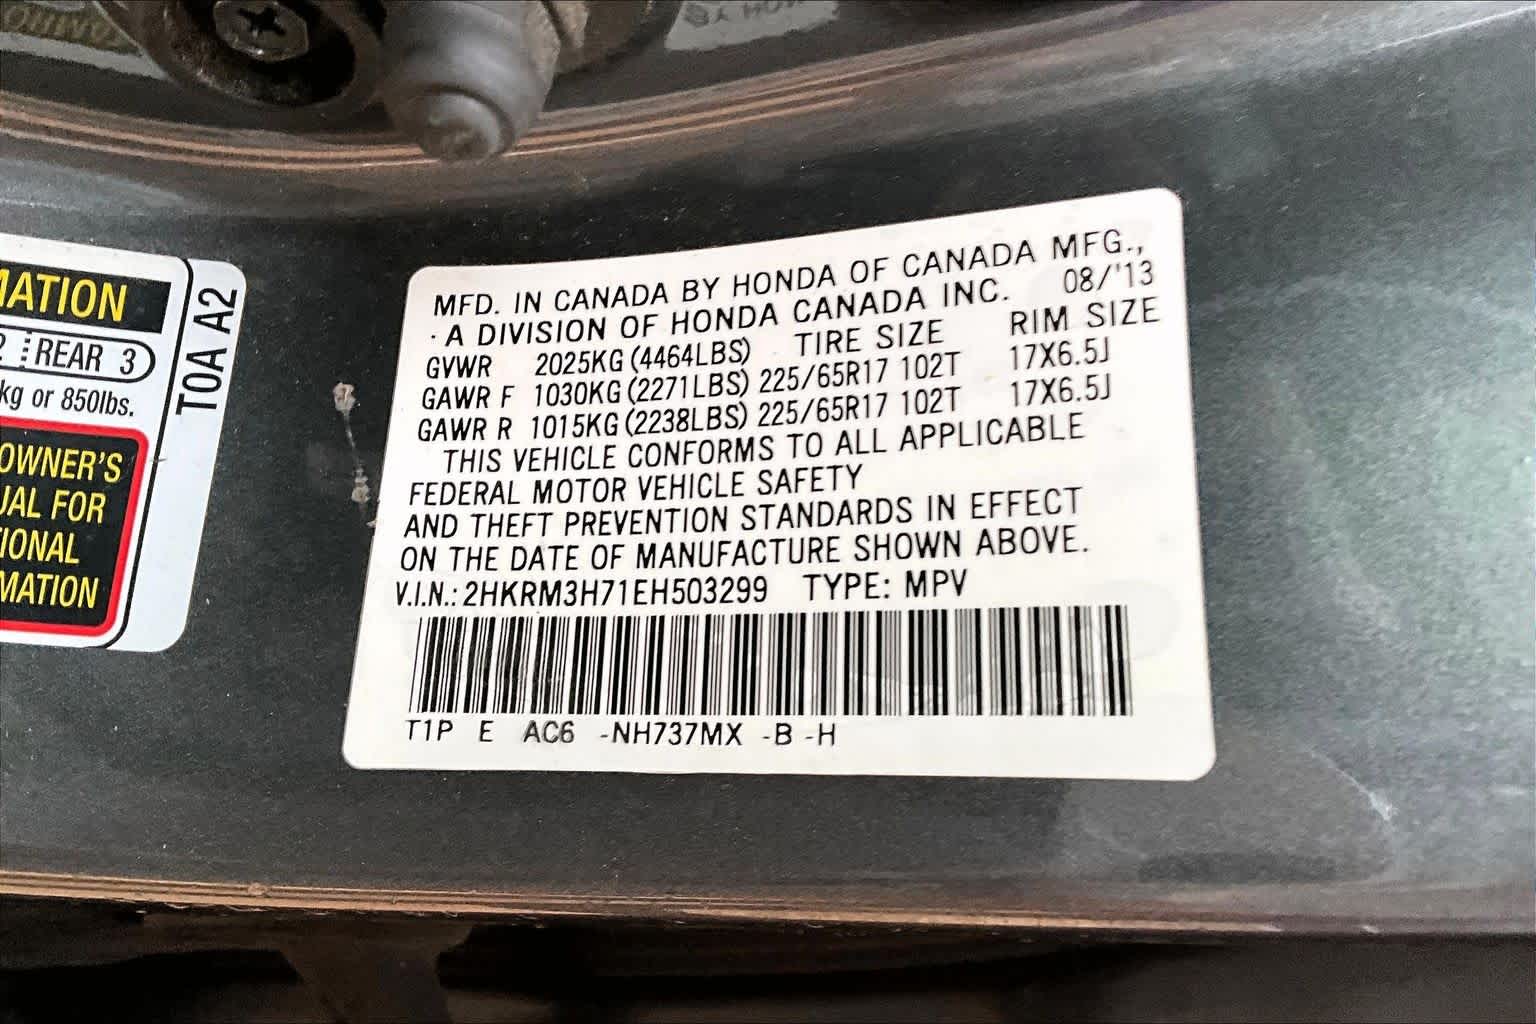 MATION
2 REAR 3
kg or 850lbs.
OWNER'S
UAL FOR
IONAL
MATION
T0A A2
MFD. IN CANADA BY HONDA OF CANADA MFG.,
· A DIVISION OF HONDA CANADA INC. 08/'13
GVWR 2025KG (4464LBS) TIRE SIZE RIM SIZE
GAWR F 1030KG (2271LBS) 225/65R17 102T 17X6.5J
GAWR R 1015KG (2238LBS) 225/65R17 102T 17X6.5J
THIS VEHICLE CONFORMS TO ALL APPLICABLE
FEDERAL MOTOR VEHICLE SAFETY
AND THEFT PREVENTION STANDARDS IN EFFECT
ON THE DATE OF MANUFACTURE SHOWN ABOVE.
V.I.N.: 2HKRM3H71EH503299 TYPE: MPV
T1P E AC6 -NH737MX -B -H